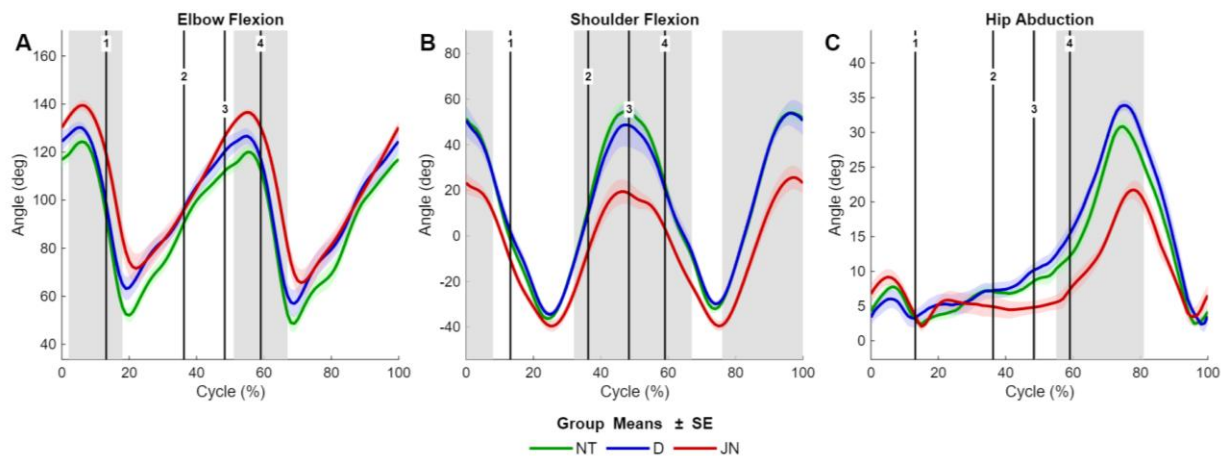 Elbow Flexion
A
1
2
3
4
160
140
120
100
80
60
40
Angle (deg)
0 20 40 60 80 100
Cycle (%)
Shoulder Flexion
B
1
2
3
4
80
60
40
20
0
-20
-40
Angle (deg)
0 20 40 60 80 100
Cycle (%)
Hip Abduction
C
1
2
3
4
40
35
30
25
20
15
10
5
0
Angle (deg)
0 20 40 60 80 100
Cycle (%)
Group Means ± SE
NT D JN